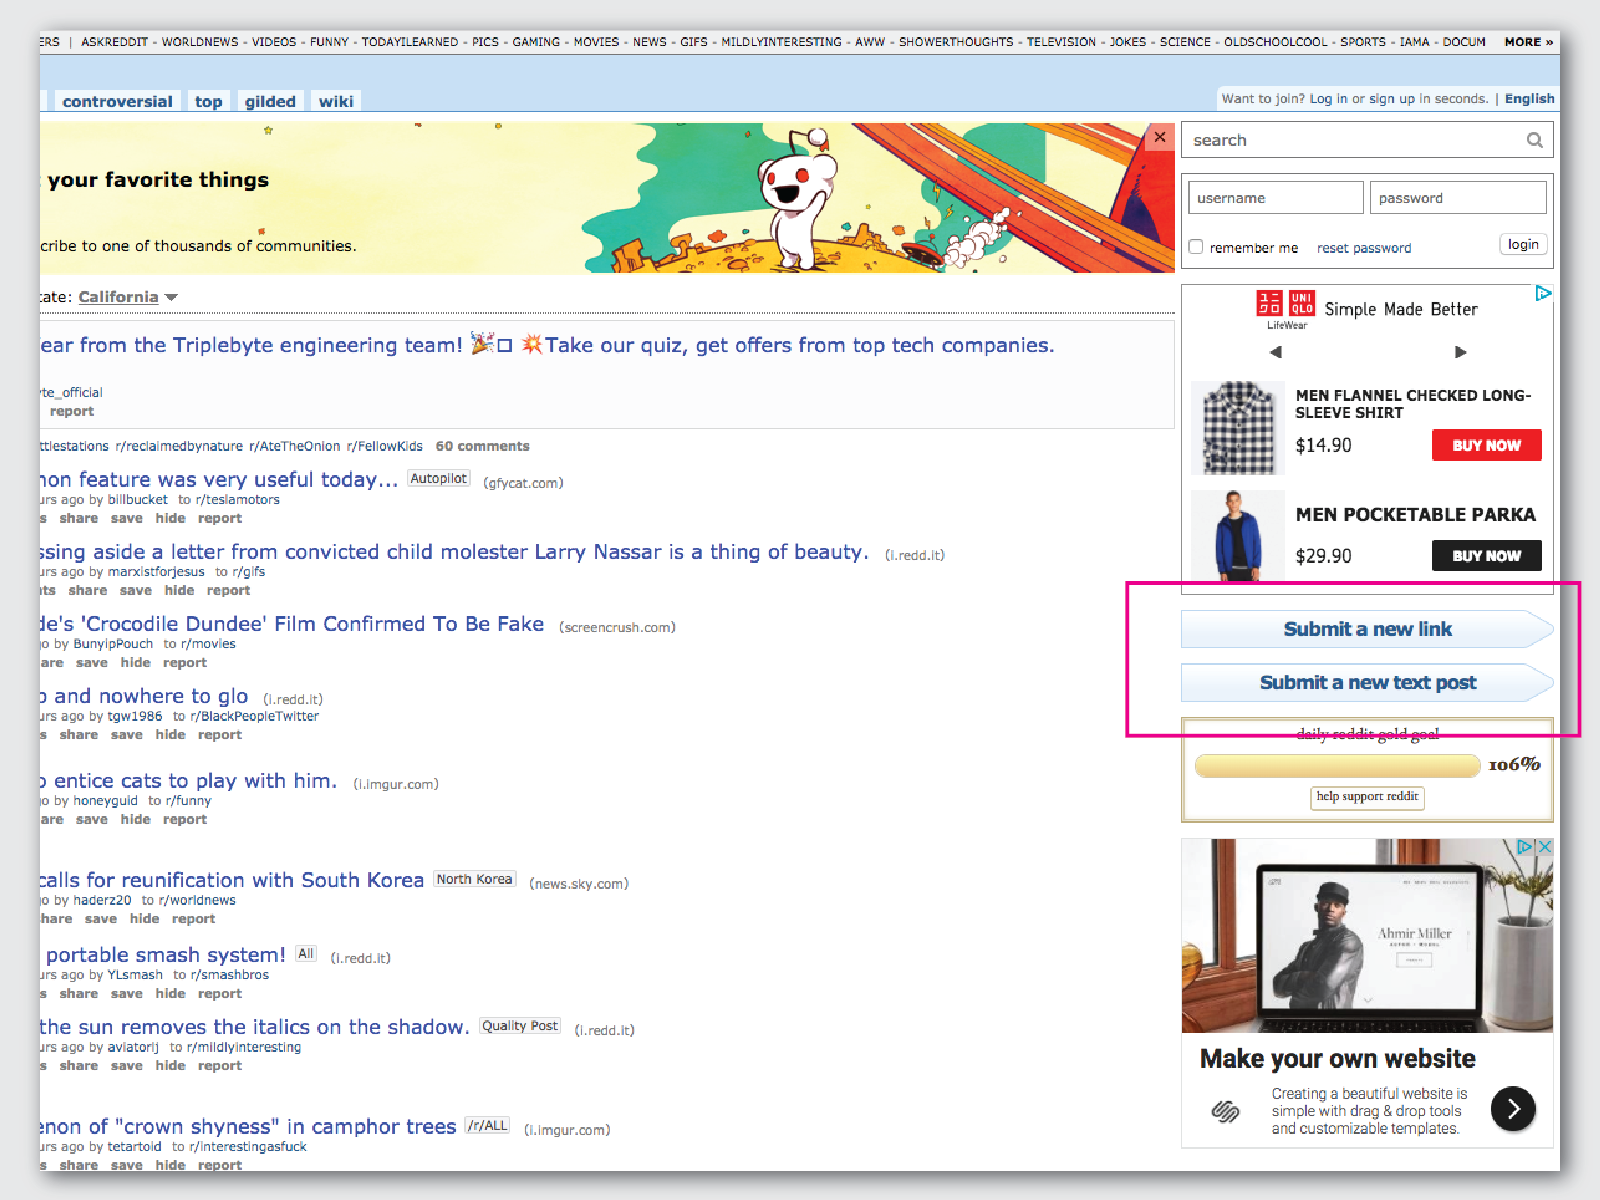 ERS | ASKREDDIT - WORLDNEWS - VIDEOS - FUNNY - TODAYILEARNED - PICS - GAMING - MOVIES - NEWS - GIFS - MILDLYINTERESTING - AWW - SHOWERTHOUGHTS - TELEVISION - JOKES - SCIENCE - OLDSCHOOLCOOL - SPORTS - IAMA - DOCUM MORE »
controversial top gilded wiki
Want to join? Log in or sign up in seconds. | English
your favorite things
cribe to one of thousands of communities.
ate: California
ear from the Triplebyte engineering team! 🎉□ 💥Take our quiz, get offers from top tech companies.
te_official
report
ttlestations r/reclaimedbynature r/AteTheOnion r/FellowKids 60 comments
non feature was very useful today... Autopilot (gfycat.com)
urs ago by billbucket to r/teslamotors
s share save hide report
ssing aside a letter from convicted child molester Larry Nassar is a thing of beauty. (i.redd.it)
urs ago by marxistforjesus to r/gifs
ts share save hide report
de's 'Crocodile Dundee' Film Confirmed To Be Fake (screencrush.com)
go by BunyipPouch to r/movies
are save hide report
o and nowhere to glo (i.redd.it)
urs ago by tgw1986 to r/BlackPeopleTwitter
s share save hide report
o entice cats to play with him. (i.imgur.com)
go by honeyguid to r/funny
are save hide report
calls for reunification with South Korea North Korea (news.sky.com)
go by haderz20 to r/worldnews
hare save hide report
portable smash system! All (i.redd.it)
urs ago by YLsmash to r/smashbros
s share save hide report
the sun removes the italics on the shadow. Quality Post (i.redd.it)
urs ago by aviatorlj to r/mildlyinteresting
s share save hide report
enon of "crown shyness" in camphor trees /r/ALL (i.imgur.com)
urs ago by tetartoid to r/interestingasfuck
s share save hide report
search
username password
remember me reset password login
UNI
QLO
LifeWear
Simple Made Better
MEN FLANNEL CHECKED LONG-
SLEEVE SHIRT
$14.90 BUY NOW
MEN POCKETABLE PARKA
$29.90 BUY NOW
Submit a new link
Submit a new text post
daily reddit gold goal
106%
help support reddit
Ahmir Miller
Make your own website
Creating a beautiful website is
simple with drag & drop tools
and customizable templates.